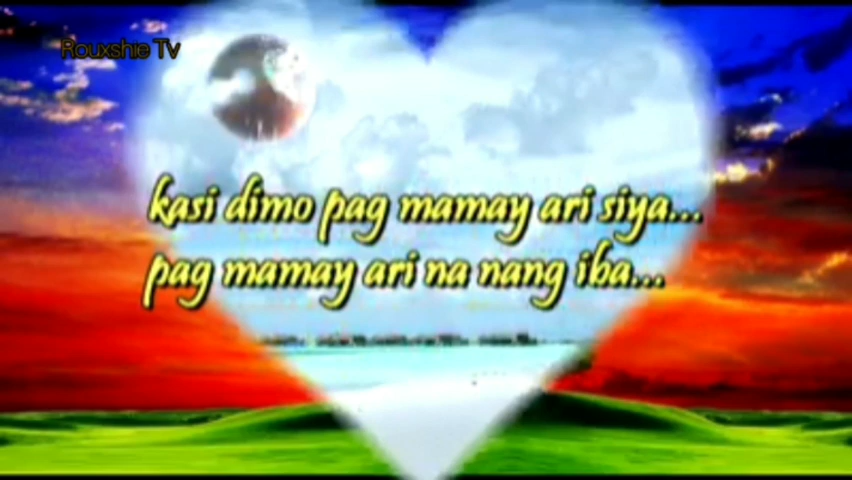 Rouxshie Tv
kasi dimo pag mamay ari siya...
pag mamay ari na nang iba...